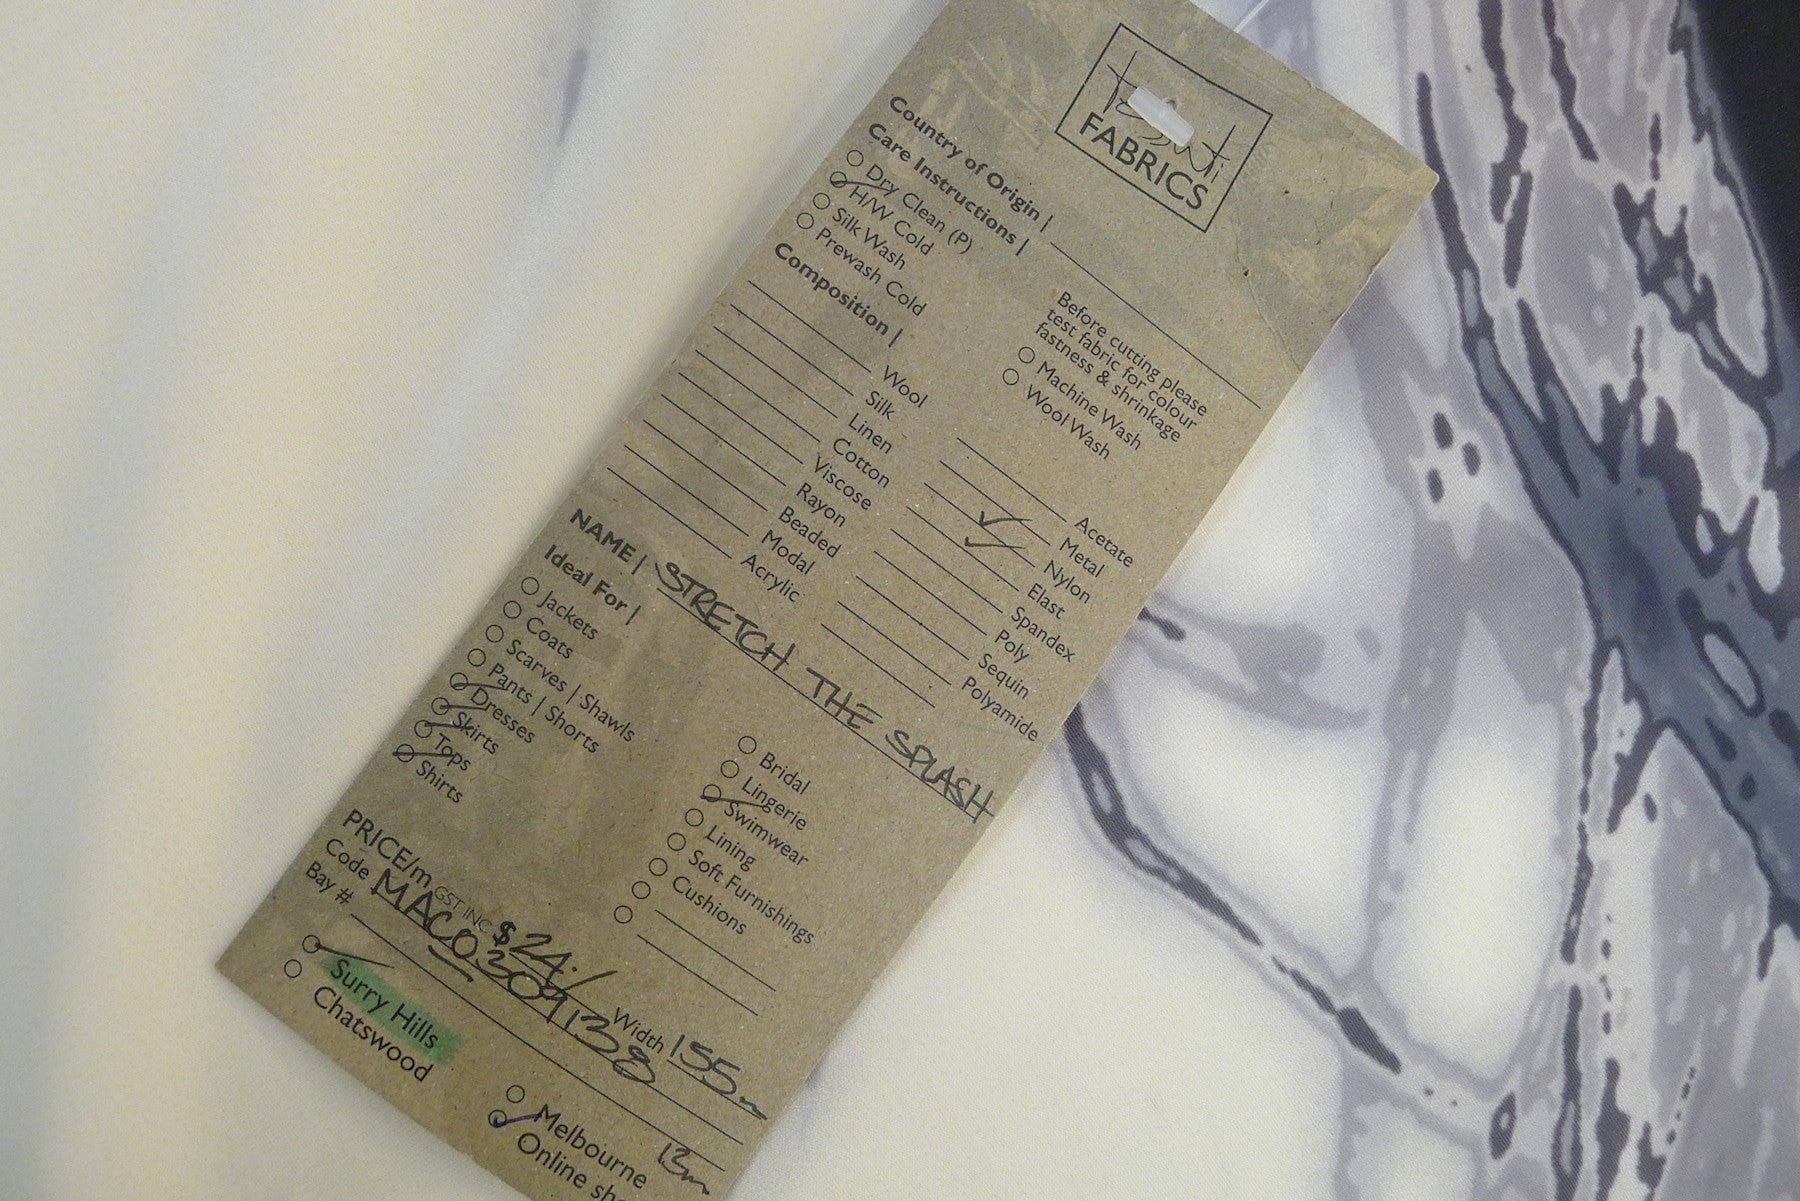 tessuti
FABRICS
Country of Origin |
Care Instructions |
Dry Clean (P)
H/W Cold
Silk Wash
Prewash Cold
Before cutting please
test fabric for colour
fastness & shrinkage
Machine Wash
Wool Wash
Composition |
Wool
Silk
Linen
Cotton
Viscose
Rayon
Beaded
Modal
Acrylic
Acetate
Metal
Nylon
Elast
Spandex
Poly
Sequin
Polyamide
NAME | STRETCH THE SPLASH
Ideal For |
Jackets
Coats
Scarves | Shawls
Pants | Shorts
Dresses
Skirts
Tops
Shirts
Bridal
Lingerie
Swimwear
Lining
Soft Furnishings
Cushions
PRICE/m GST INC $24./ Width 155
Code MACO309138
Bay #
Surry Hills
Chatswood
13m
Melbourne
Online